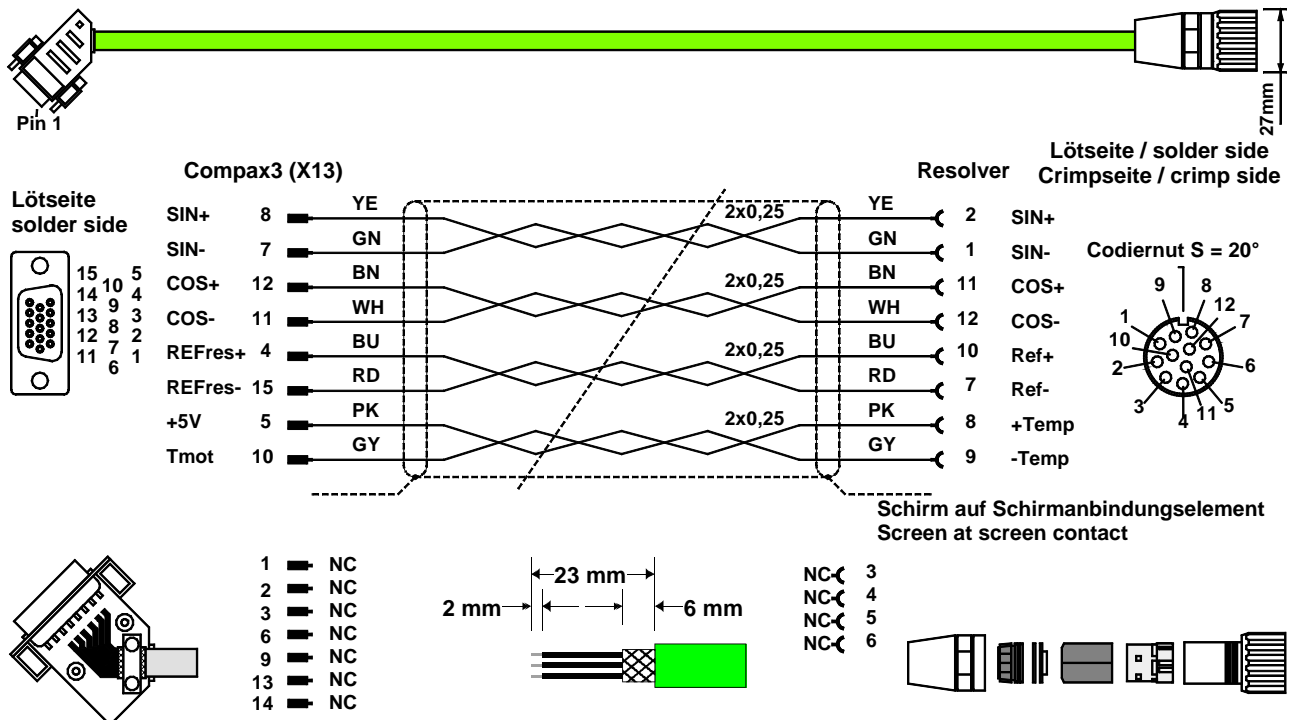 Pin 1
27mm
Compax3 (X13)
Resolver
Lötseite / solder side
Crimpseite / crimp side
Lötseite
solder side
15 5
10
14 4
9
13 3
8
12 2
7
11 1
6
SIN+ 8 YE 2x0,25 YE 2 SIN+
SIN- 7 GN GN 1 SIN-
COS+ 12 BN 2x0,25 BN 11 COS+
COS- 11 WH WH 12 COS-
REFres+ 4 BU 2x0,25 BU 10 Ref+
REFres- 15 RD RD 7 Ref-
+5V 5 PK 2x0,25 PK 8 +Temp
Tmot 10 GY GY 9 -Temp
Codiernut S = 20°
9 8
1 12 7
10
2 6
3 4 11 5
Schirm auf Schirmanbindungselement
Screen at screen contact
1 NC
2 NC
3 NC
6 NC
9 NC
13 NC
14 NC
23 mm
2 mm 6 mm
NC 3
NC 4
NC 5
NC 6